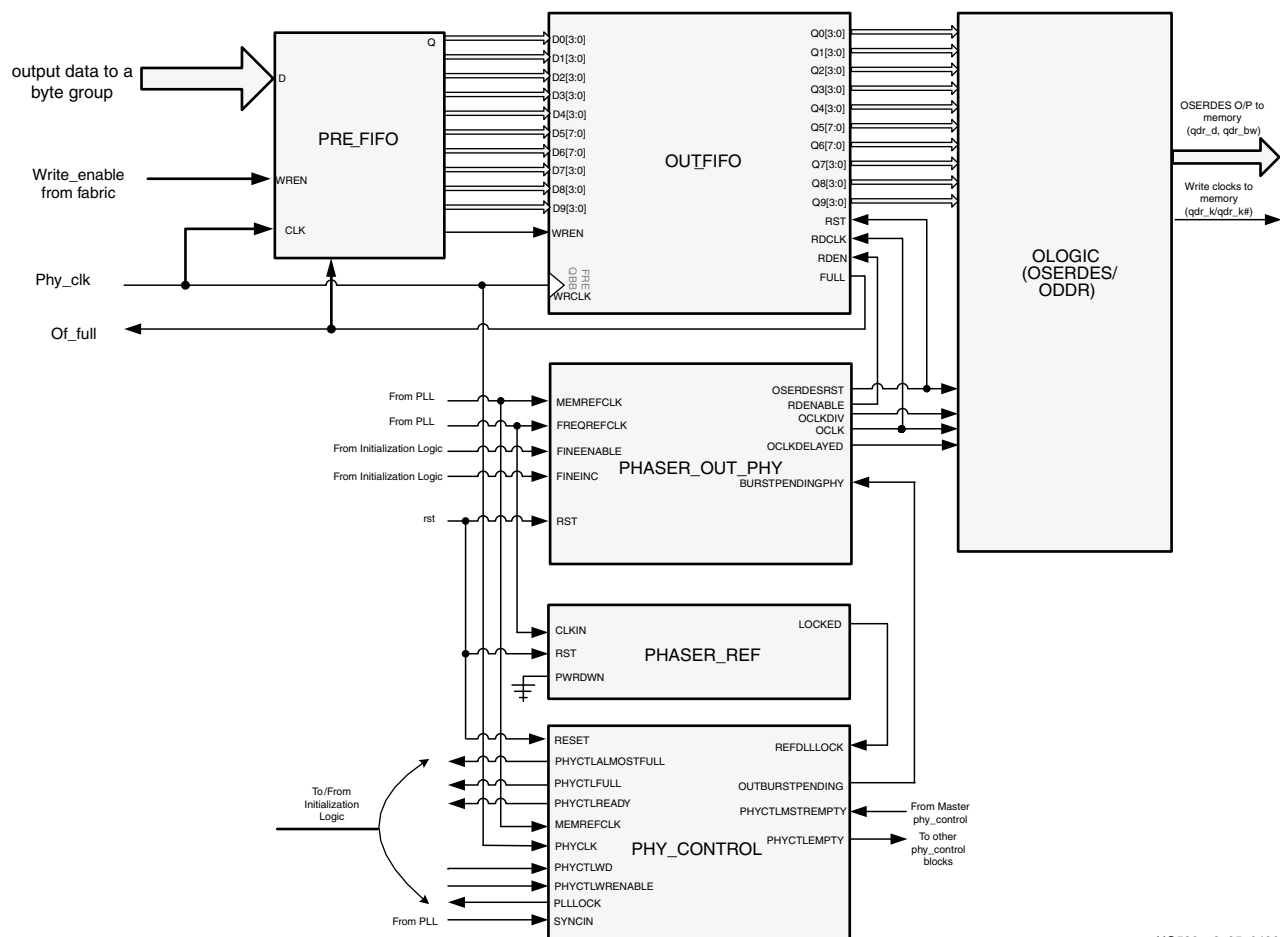 output data to a
byte group
Write_enable
from fabric
Phy_clk
Of_full
D
Q
PRE_FIFO
WREN
CLK
D0[3:0]
D1[3:0]
D2[3:0]
D3[3:0]
D4[3:0]
D5[7:0]
D6[7:0]
D7[3:0]
D8[3:0]
D9[3:0]
WREN
FRE
QBB
WRCLK
OUT_FIFO
Q0[3:0]
Q1[3:0]
Q2[3:0]
Q3[3:0]
Q4[3:0]
Q5[7:0]
Q6[7:0]
Q7[3:0]
Q8[3:0]
Q9[3:0]
RST
RDCLK
RDEN
FULL
OLOGIC
(OSERDES/
ODDR)
OSERDES O/P to
memory
(qdr_d, qdr_bw)
Write clocks to
memory
(qdr_k/qdr_k#)
From PLL
From PLL
From Initialization Logic
From Initialization Logic
rst
MEMREFCLK
FREQREFCLK
FINEENABLE
FINEINC
RST
PHASER_OUT_PHY
OSERDESRST
RDENABLE
OCLKDIV
OCLK
OCLKDELAYED
BURSTPENDINGPHY
CLKIN
RST
PWRDWN
PHASER_REF
LOCKED
RESET
PHYCTLALMOSTFULL
PHYCTLFULL
PHYCTLREADY
MEMREFCLK
PHYCLK
PHYCTLWD
PHYCTLWRENABLE
PLLLOCK
SYNCIN
PHY_CONTROL
REFDLLLOCK
OUTBURSTPENDING
PHYCTLMSTREMPTY
PHYCTLEMPTY
To/From
Initialization
Logic
From PLL
From Master
phy_control
To other
phy_control
blocks